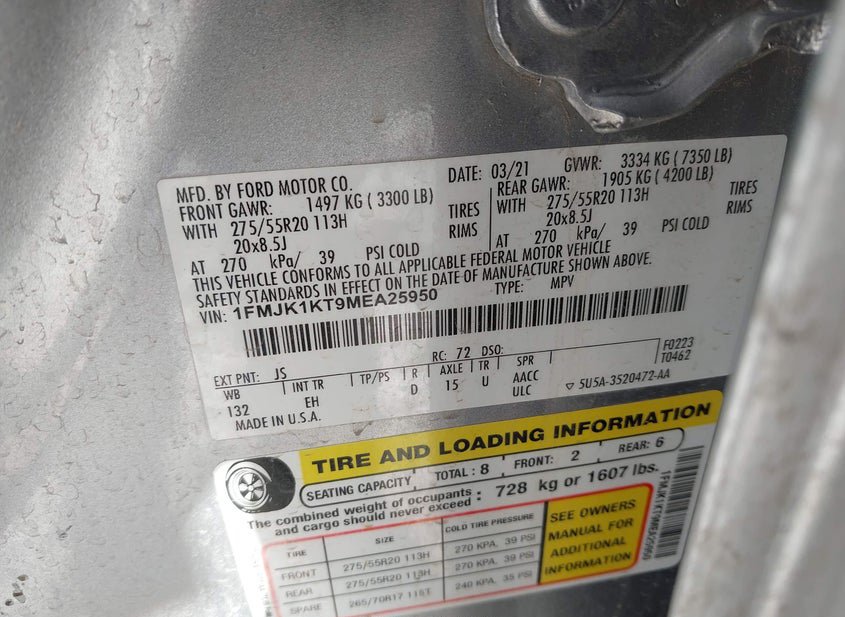 MFD. BY FORD MOTOR CO.
DATE: 03/21
GVWR: 3334 KG ( 7350 LB)
FRONT GAWR: 1497 KG ( 3300 LB)
REAR GAWR: 1905 KG ( 4200 LB)
WITH 275/55R20 113H TIRES
WITH 275/55R20 113H TIRES
20x8.5J RIMS
20x8.5J RIMS
AT 270 kPa/ 39 PSI COLD
AT 270 kPa/ 39 PSI COLD
THIS VEHICLE CONFORMS TO ALL APPLICABLE FEDERAL MOTOR VEHICLE
SAFETY STANDARDS IN EFFECT ON THE DATE OF MANUFACTURE SHOWN ABOVE.
VIN: 1FMJK1KT9MEA25950
TYPE: MPV
F0223
T0462
EXT PNT: JS RC: 72 DSO:
WB INT TR TP/PS R AXLE TR SPR
132 EH D 15 U AACC
ULC
5U5A-3520472-AA
MADE IN U.S.A.
TIRE AND LOADING INFORMATION
SEATING CAPACITY TOTAL : 8 FRONT: 2 REAR: 6
The combined weight of occupants and cargo should never exceed : 728 kg or 1607 lbs.
TIRE SIZE COLD TIRE PRESSURE
FRONT 275/55R20 113H 270 KPA, 39 PSI
REAR 275/55R20 113H 270 KPA, 39 PSI
SPARE 265/70R17 115T 240 KPA, 35 PSI
SEE OWNERS
MANUAL FOR
ADDITIONAL
INFORMATION
1FMJK1KT9MEA25950